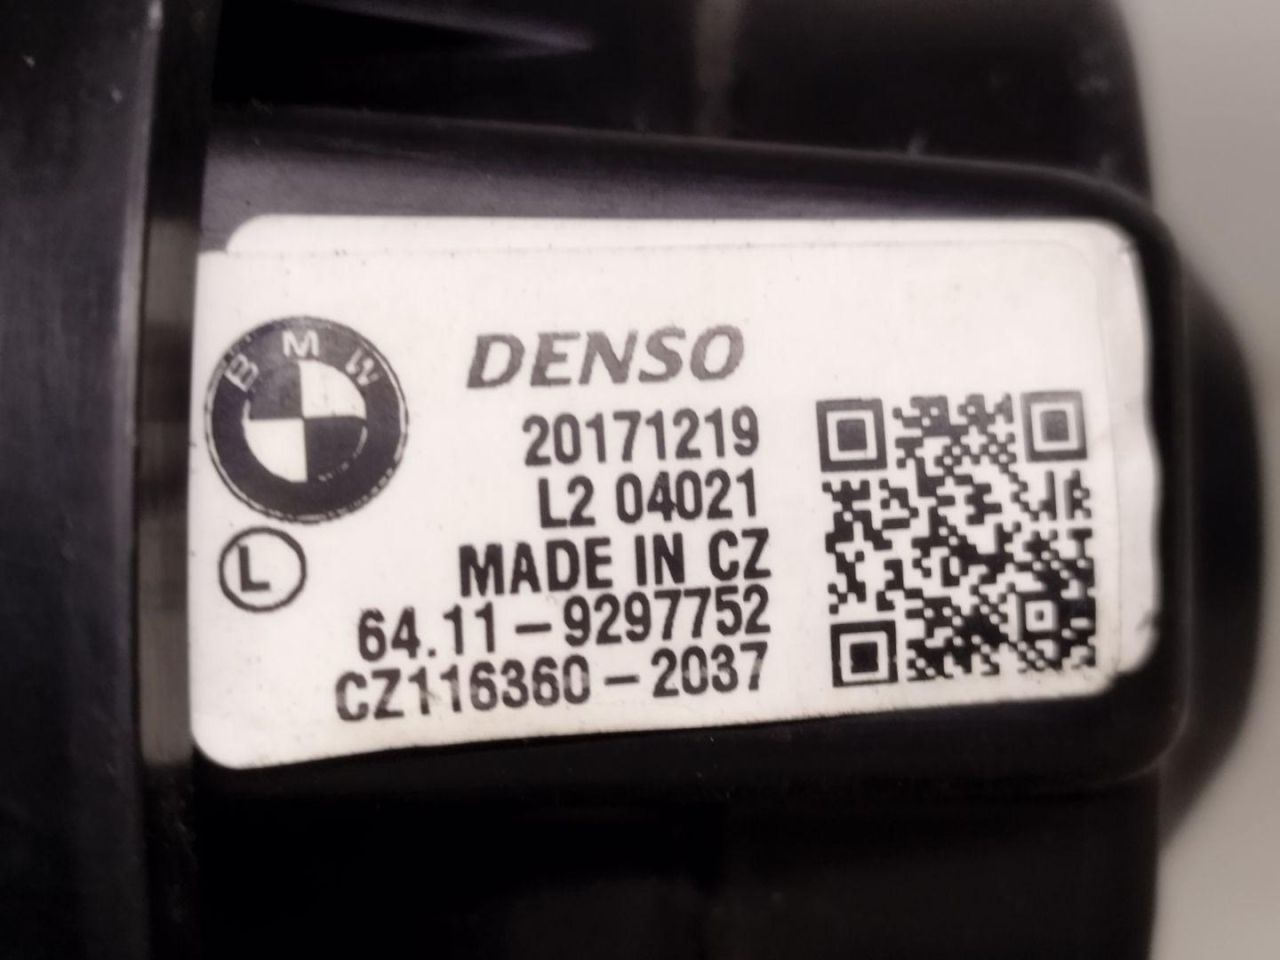 BMW
DENSO
20171219
L2 04021
MADE IN CZ
L
64.11-9297752
CZ116360-2037